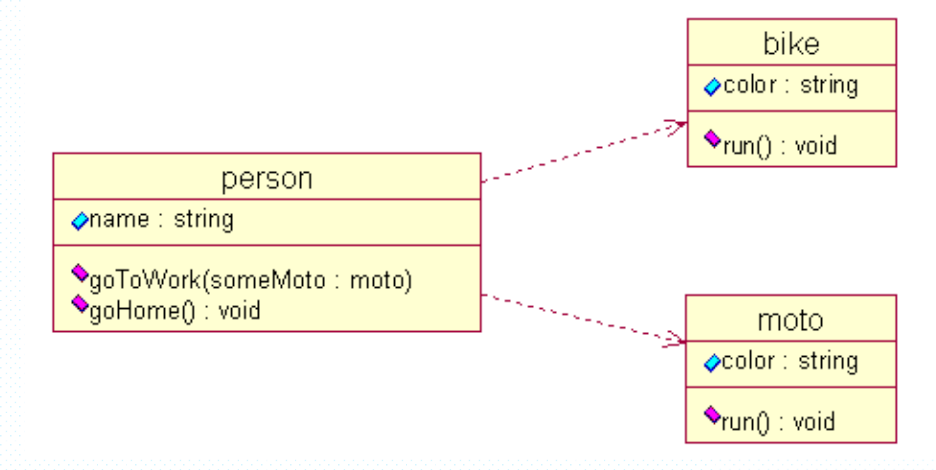 bike
color : string
run() : void
person
name : string
goToWork(someMoto : moto)
goHome() : void
moto
color : string
run() : void